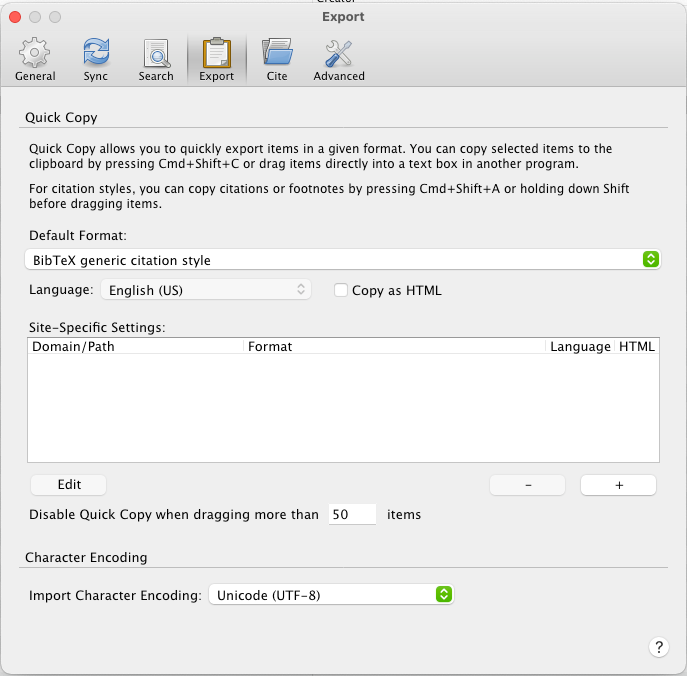 Export
General Sync Search Export Cite Advanced
Quick Copy
Quick Copy allows you to quickly export items in a given format. You can copy selected items to the
clipboard by pressing Cmd+Shift+C or drag items directly into a text box in another program.
For citation styles, you can copy citations or footnotes by pressing Cmd+Shift+A or holding down Shift
before dragging items.
Default Format:
BibTeX generic citation style
Language: English (US) Copy as HTML
Site-Specific Settings:
Domain/Path Format Language HTML
Edit - +
Disable Quick Copy when dragging more than 50 items
Character Encoding
Import Character Encoding: Unicode (UTF-8)
?